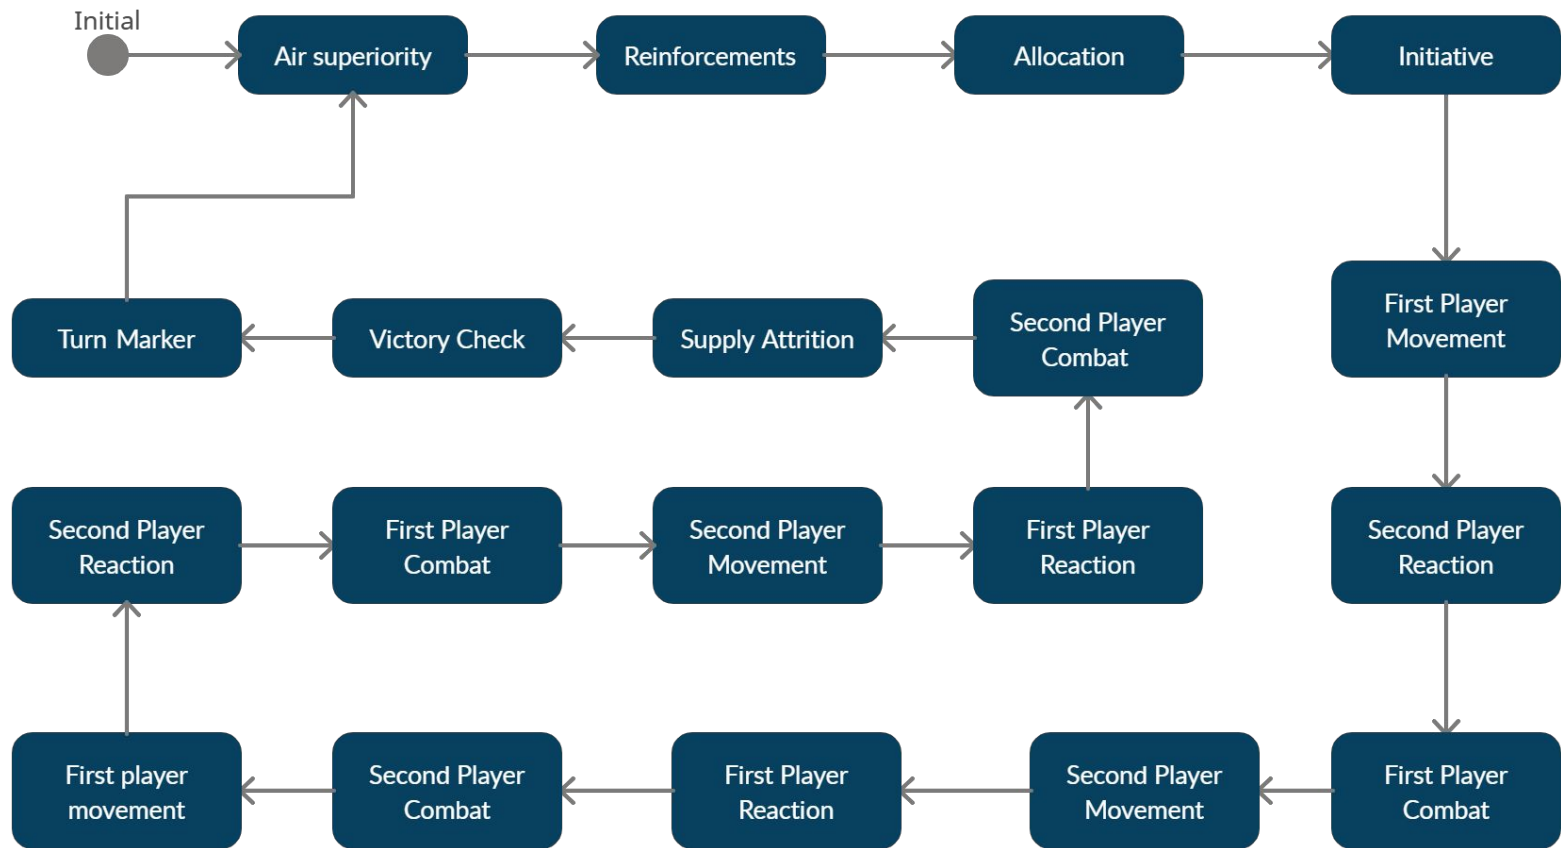 Initial
Air superiority
Reinforcements
Allocation
Initiative
First Player
Movement
Turn Marker
Victory Check
Supply Attrition
Second Player
Combat
Second Player
Reaction
First Player
Combat
Second Player
Movement
First Player
Reaction
Second Player
Reaction
First player
movement
Second Player
Combat
First Player
Reaction
Second Player
Movement
First Player
Combat